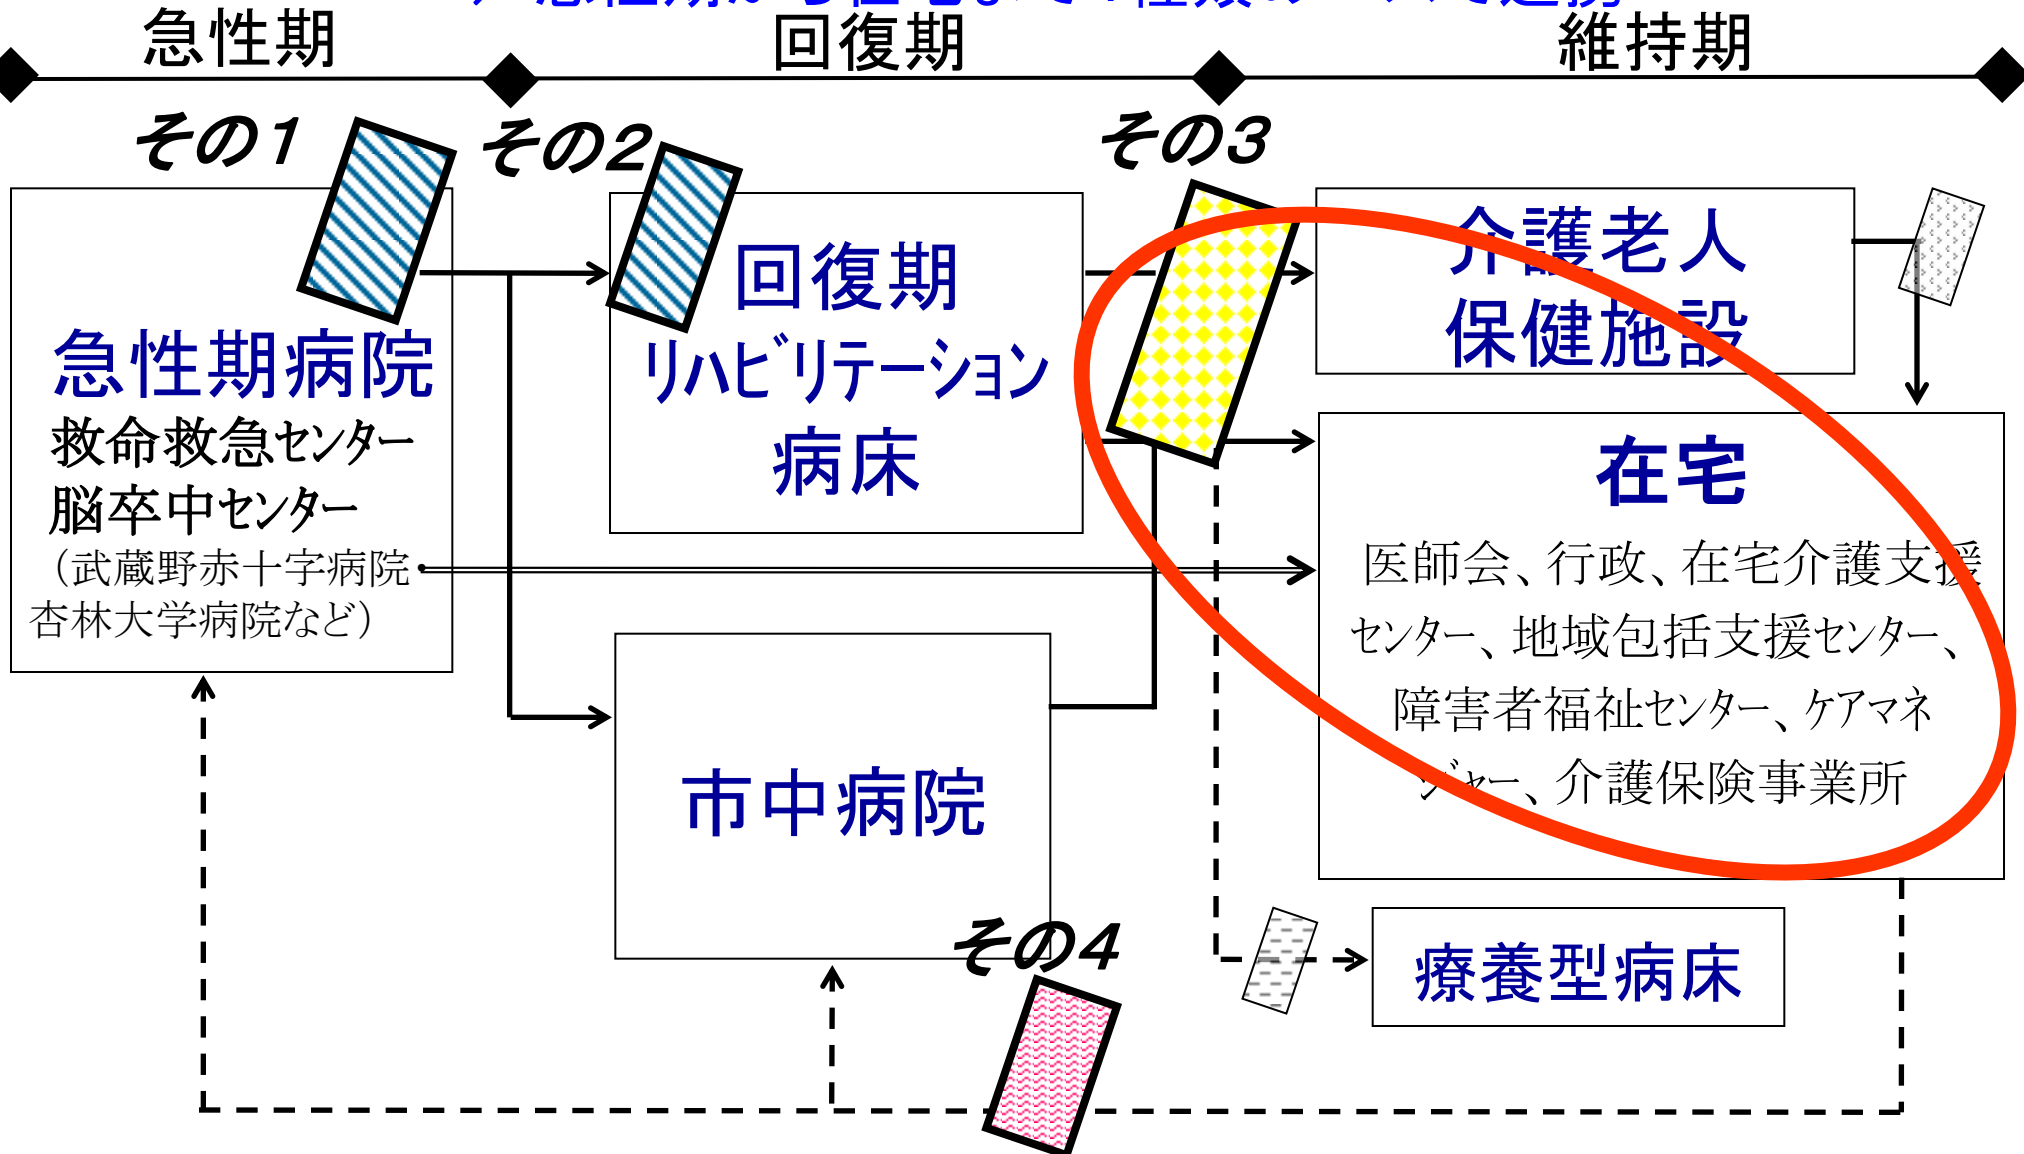 急性期
回復期
維持期
その1
その2
その3
急性期病院
救命救急センター
脳卒中センター
（武蔵野赤十字病院・
杏林大学病院など）
回復期
リハビリテーション
病床
介護老人
保健施設
在宅
医師会、行政、在宅介護支援
センター、地域包括支援センター、
障害者福祉センター、ケアマネ
ジャー、介護保険事業所
市中病院
その4
療養型病床